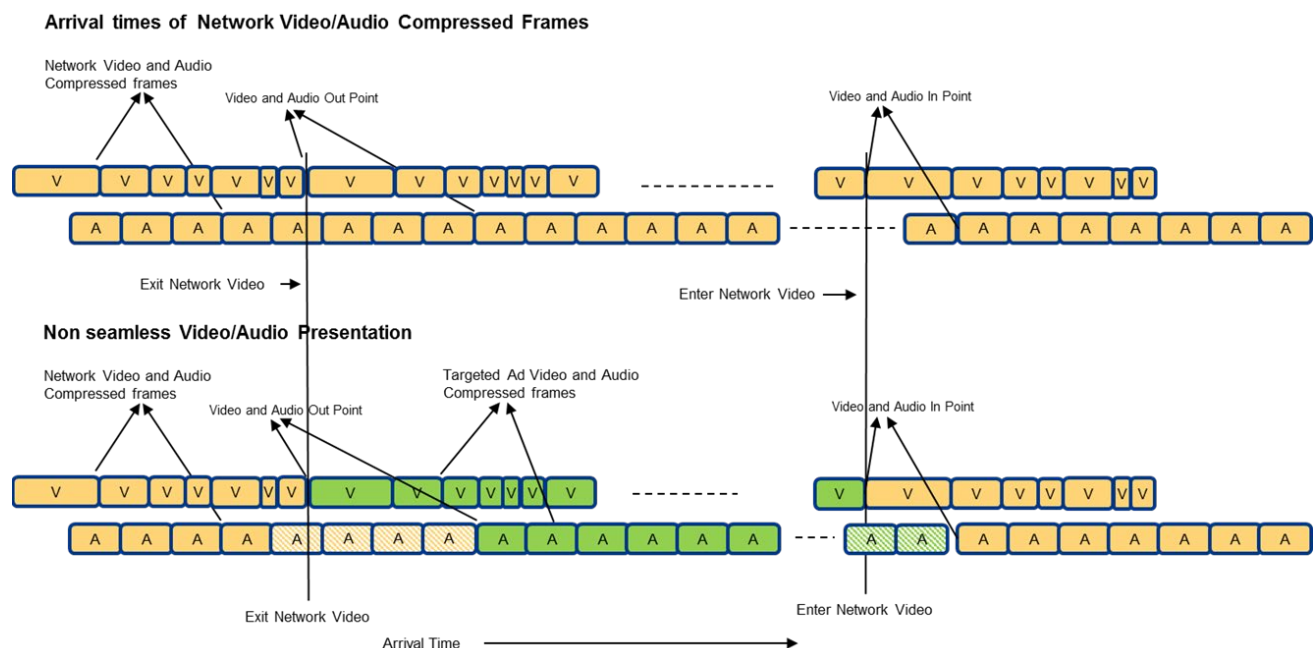 Arrival times of Network Video/Audio Compressed Frames
Network Video and Audio
Compressed frames
Video and Audio Out Point
Video and Audio In Point
V V V V V V V V V V V V V V V V V V V V V V
A A A A A A A A A A A A A A A A A A A A A A
Exit Network Video
Enter Network Video
Non seamless Video/Audio Presentation
Network Video and Audio
Compressed frames
Video and Audio Out Point
Targeted Ad Video and Audio
Compressed frames
Video and Audio In Point
V V V V V V V V V V V V V V V V V V V V V V
A A A A A A A A A A A A A A A A A A A A A A A
Exit Network Video
Enter Network Video
Arrival Time